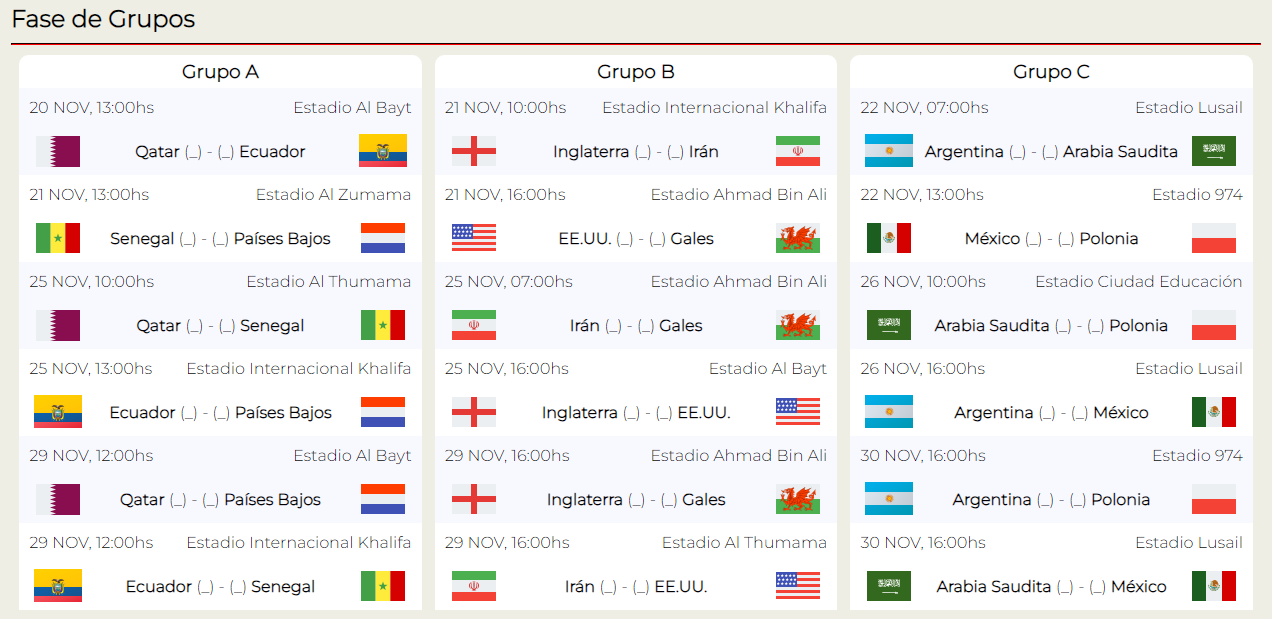 Fase de Grupos
Grupo A
20 NOV, 13:00hs Estadio Al Bayt
Qatar (_) - (_) Ecuador
21 NOV, 13:00hs Estadio Al Zumama
Senegal (_) - (_) Países Bajos
25 NOV, 10:00hs Estadio Al Thumama
Qatar (_) - (_) Senegal
25 NOV, 13:00hs Estadio Internacional Khalifa
Ecuador (_) - (_) Países Bajos
29 NOV, 12:00hs Estadio Al Bayt
Qatar (_) - (_) Países Bajos
29 NOV, 12:00hs Estadio Internacional Khalifa
Ecuador (_) - (_) Senegal
Grupo B
21 NOV, 10:00hs Estadio Internacional Khalifa
Inglaterra (_) - (_) Irán
21 NOV, 16:00hs Estadio Ahmad Bin Ali
EE.UU. (_) - (_) Gales
25 NOV, 07:00hs Estadio Ahmad Bin Ali
Irán (_) - (_) Gales
25 NOV, 16:00hs Estadio Al Bayt
Inglaterra (_) - (_) EE.UU.
29 NOV, 16:00hs Estadio Ahmad Bin Ali
Inglaterra (_) - (_) Gales
29 NOV, 16:00hs Estadio Al Thumama
Irán (_) - (_) EE.UU.
Grupo C
22 NOV, 07:00hs Estadio Lusail
Argentina (_) - (_) Arabia Saudita
22 NOV, 13:00hs Estadio 974
México (_) - (_) Polonia
26 NOV, 10:00hs Estadio Ciudad Educación
Arabia Saudita (_) - (_) Polonia
26 NOV, 16:00hs Estadio Lusail
Argentina (_) - (_) México
30 NOV, 16:00hs Estadio 974
Argentina (_) - (_) Polonia
30 NOV, 16:00hs Estadio Lusail
Arabia Saudita (_) - (_) México